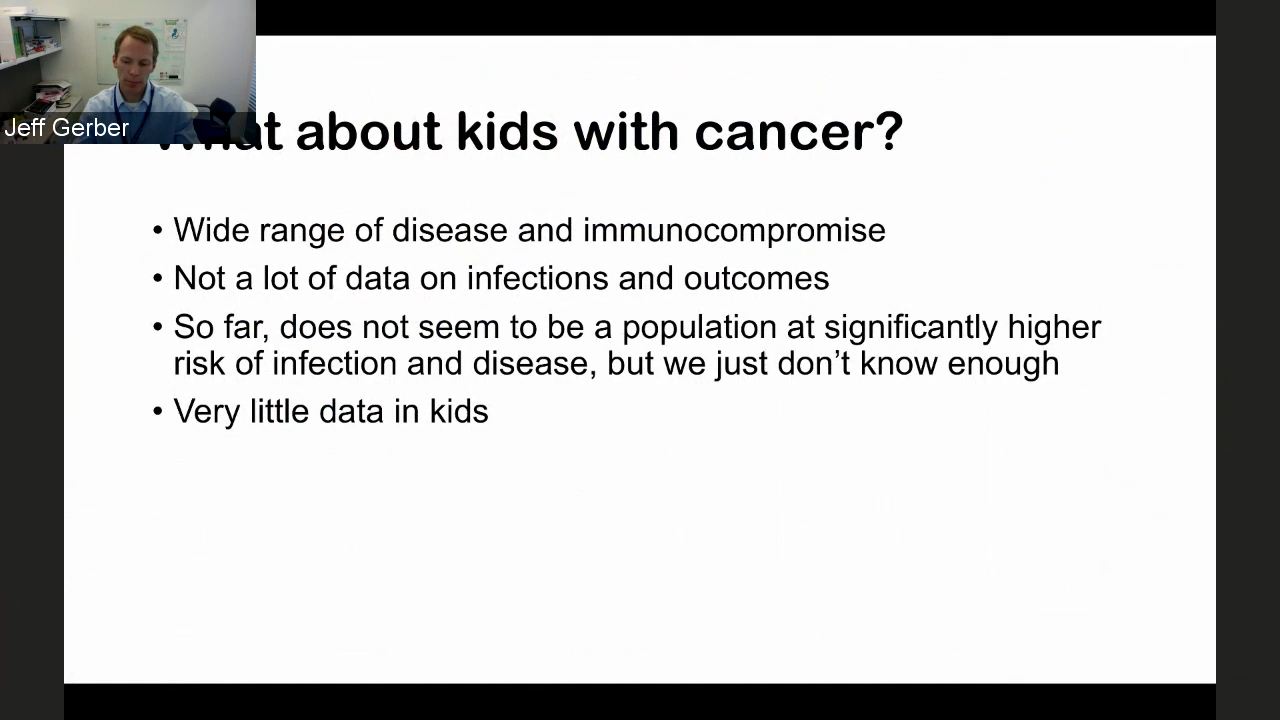 Jeff Gerber
What about kids with cancer?
• Wide range of disease and immunocompromise
• Not a lot of data on infections and outcomes
• So far, does not seem to be a population at significantly higher
risk of infection and disease, but we just don’t know enough
• Very little data in kids